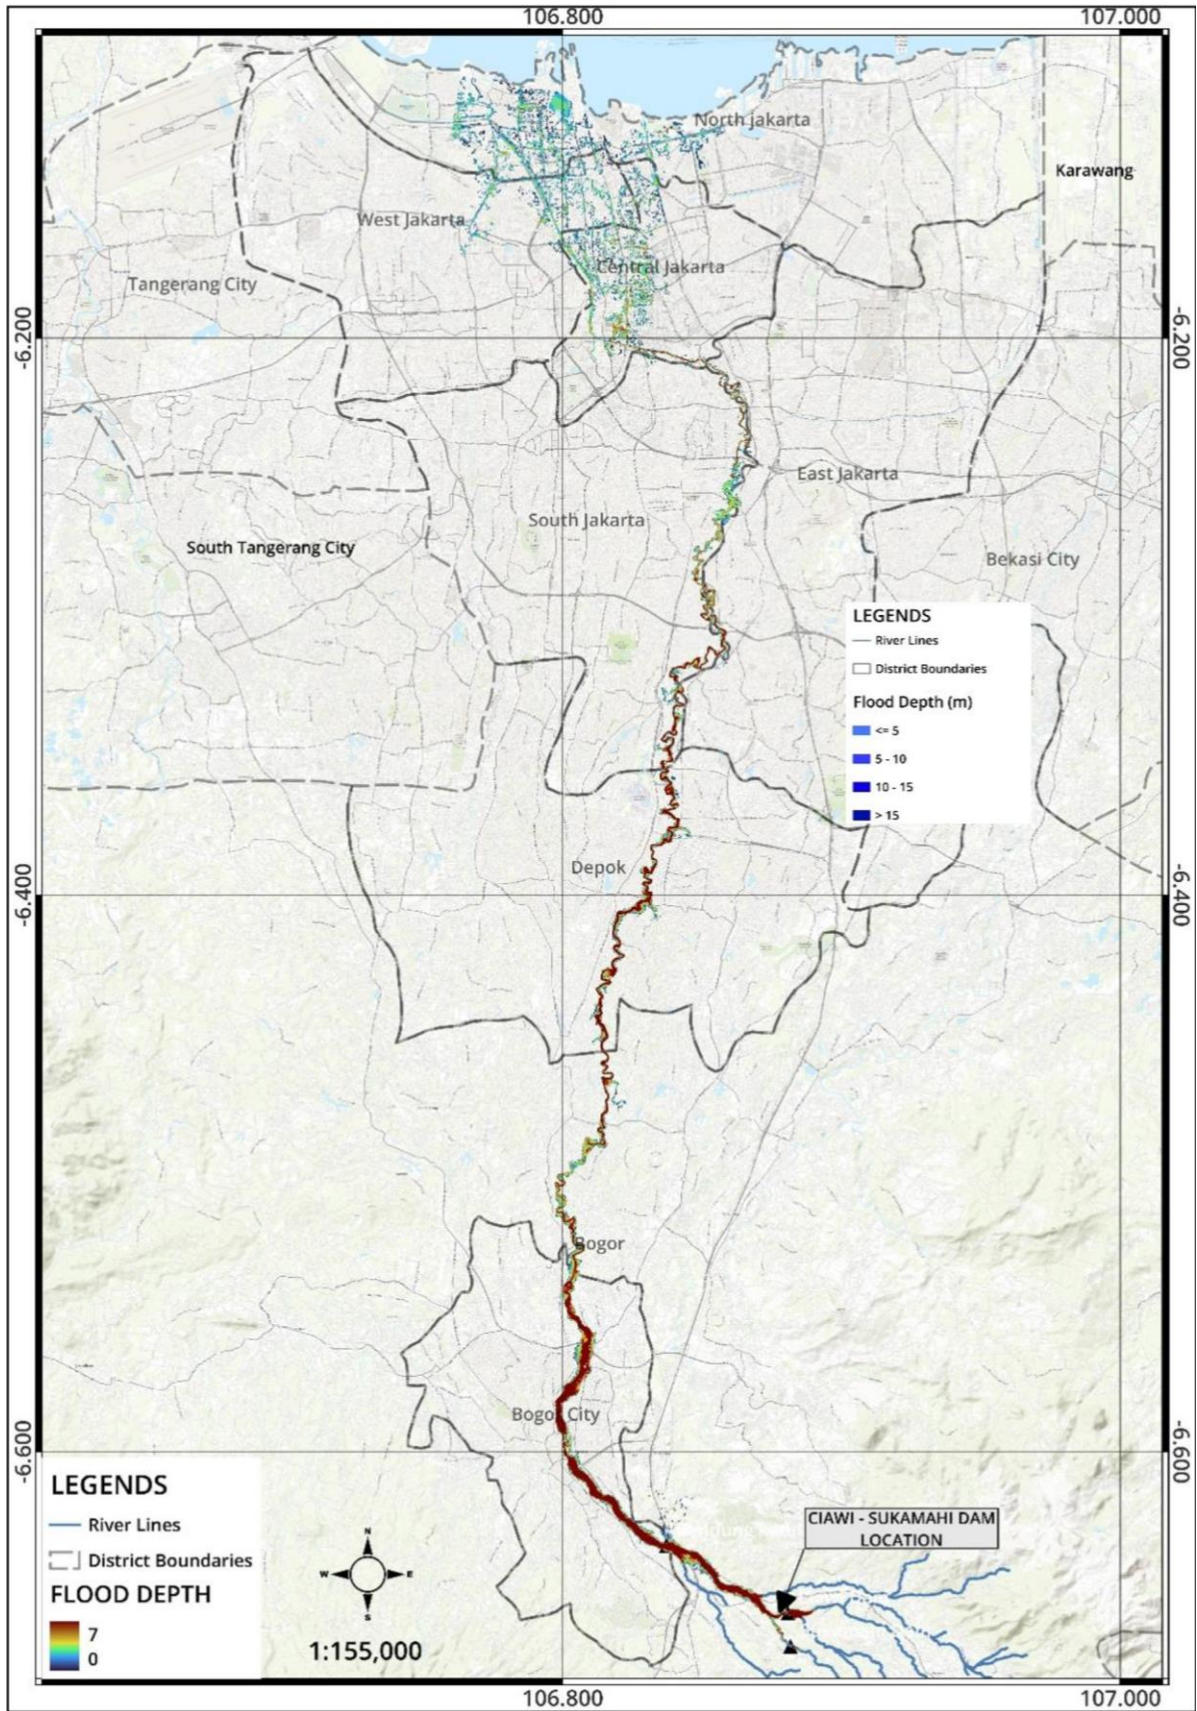 106.800
107.000
North jakarta
Karawang
West Jakarta
Central Jakarta
Tangerang City
-6.200
-6.200
East Jakarta
South Jakarta
South Tangerang City
Bekasi City
LEGENDS
River Lines
District Boundaries
Flood Depth (m)
<= 5
5 - 10
10 - 15
> 15
Depok
-6.400
-6.400
Bogor
Bogor City
-6.600
-6.600
LEGENDS
River Lines
District Boundaries
FLOOD DEPTH
7
0
N
W
E
S
1:155,000
CIAWI - SUKAMAHI DAM
LOCATION
106.800
107.000